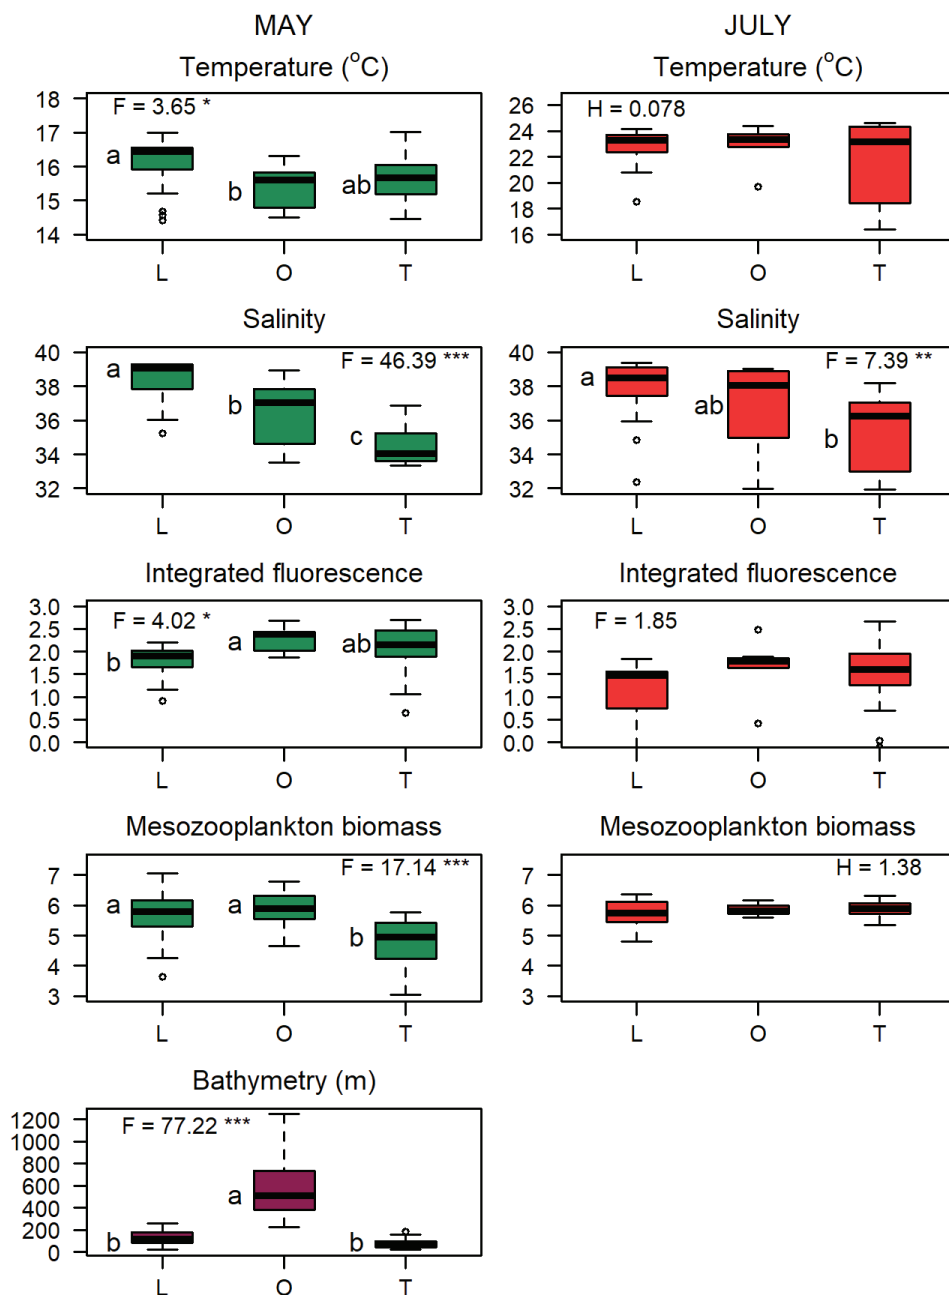 MAY JULY
Temperature (°C) Temperature (°C)
18 F = 3.65 * 26 H = 0.078
17 24
16 a b ab 22
15 20
14 18
16
L O T L O T
Salinity Salinity
40 a F = 46.39 *** 40 a F = 7.39 **
38 b 38 ab
36 c 36 b
34 34
32 32
L O T L O T
Integrated fluorescence Integrated fluorescence
3.0 F = 4.02 * 3.0 F = 1.85
2.5 a ab 2.5
2.0 b 2.0
1.5 1.5
1.0 1.0
0.5 0.5
0.0 0.0
L O T L O T
Mesozooplankton biomass Mesozooplankton biomass
7 F = 17.14 *** 7 H = 1.38
6 a a 6
5 b 5
4 4
3 3
L O T L O T
Bathymetry (m)
1200 F = 77.22 ***
1000
800
600
400 a
200
0 b b
L O T